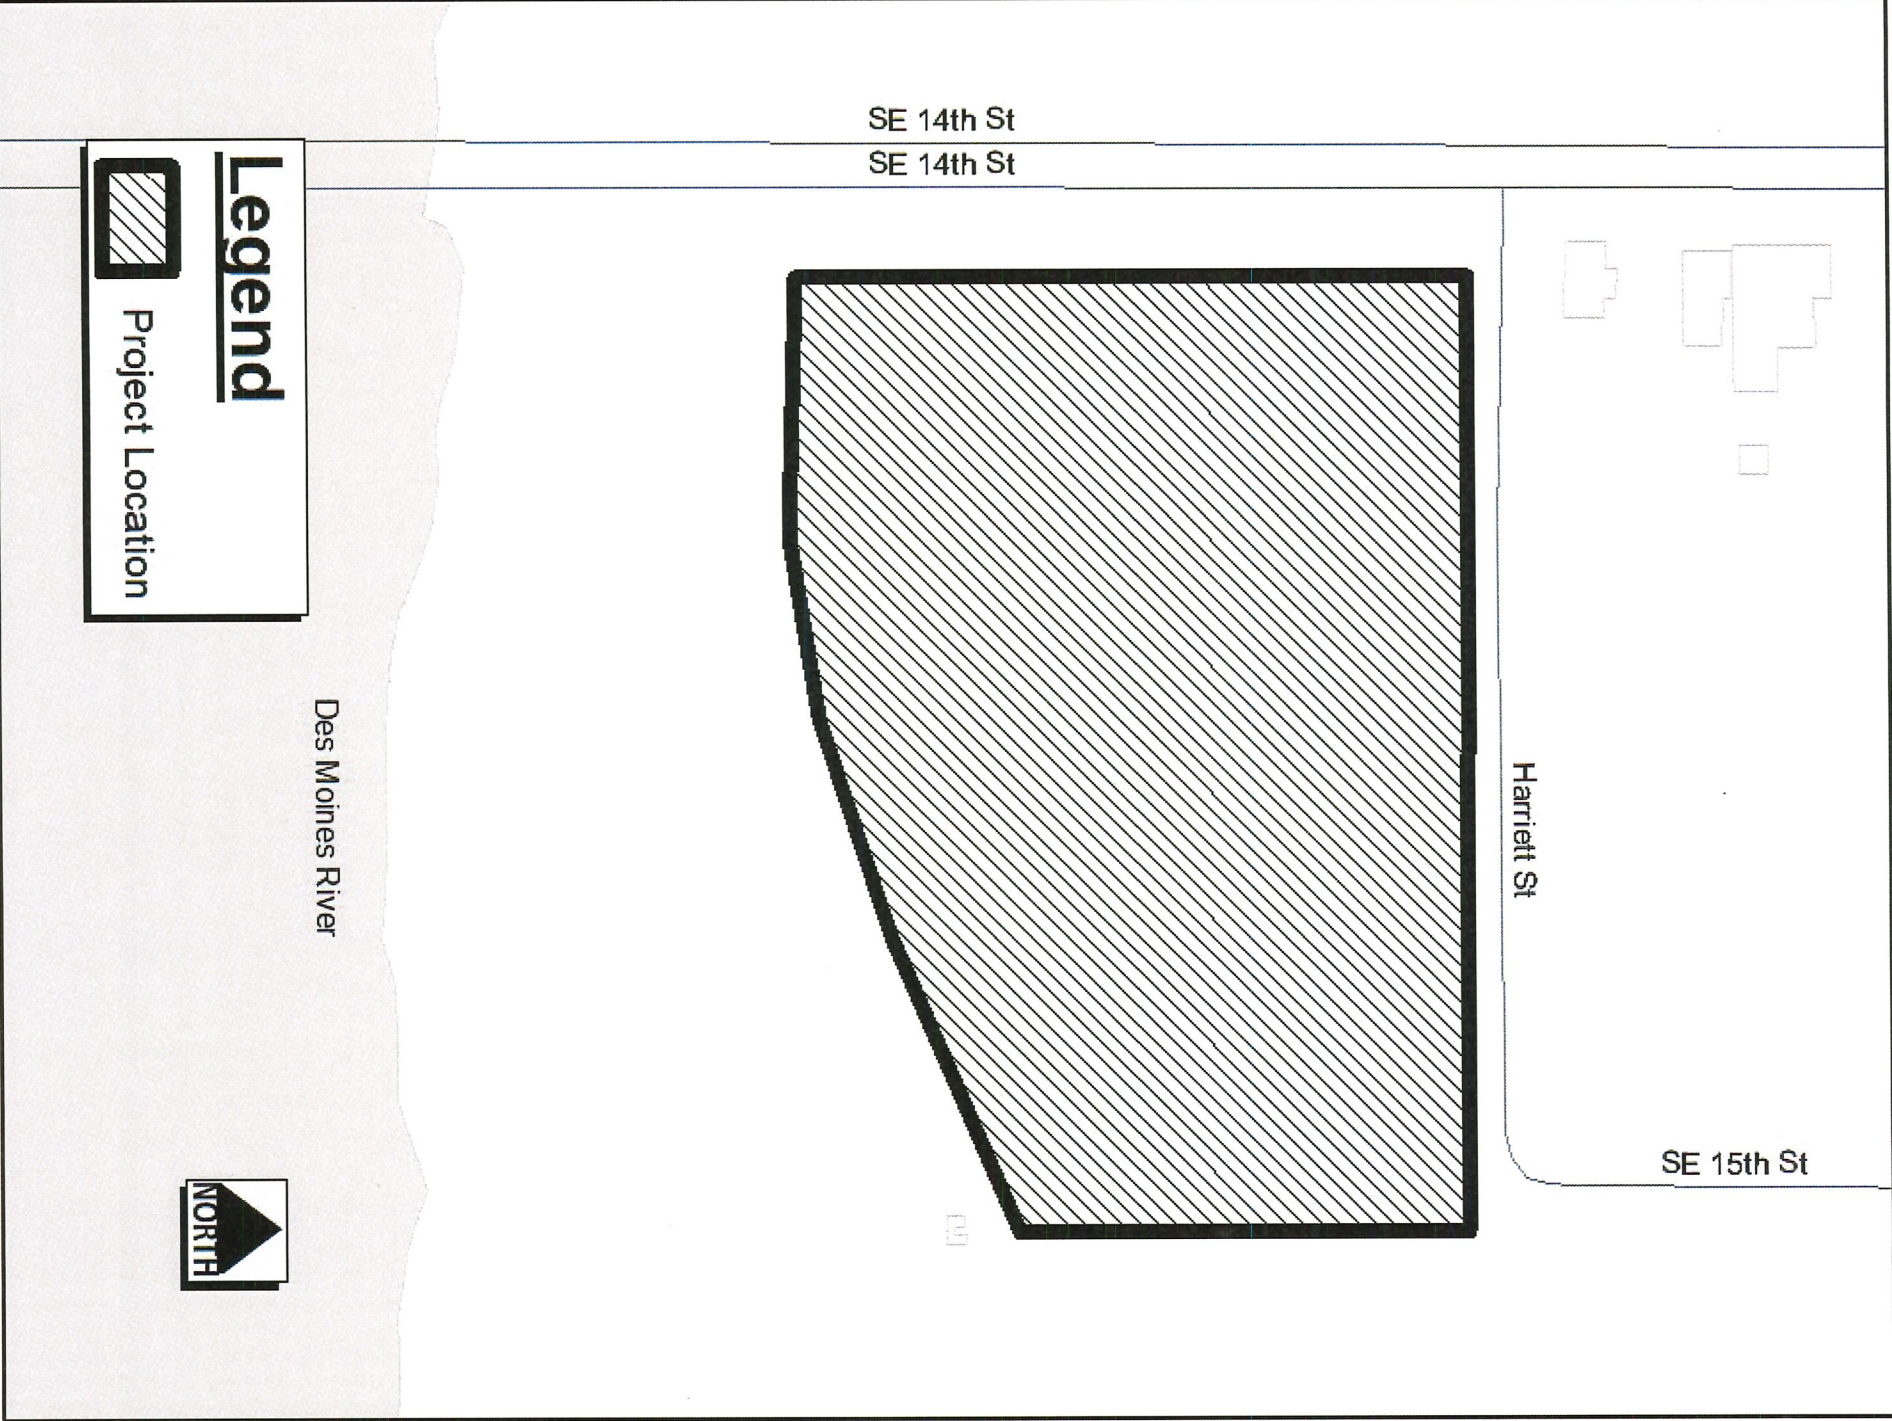 SE 14th St
SE 14th St
Harriett St
SE 15th St
Des Moines River
Legend
Project Location
NORTH